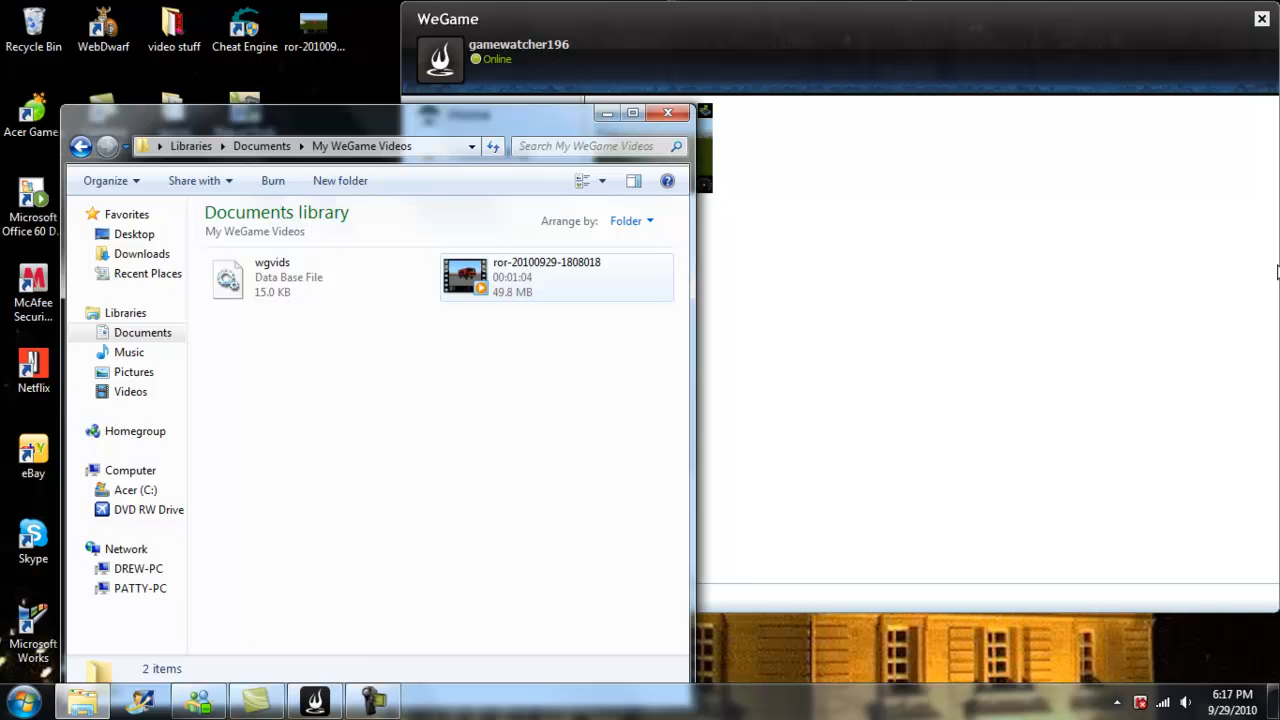 Recycle Bin
WebDwarf
video stuff
Cheat Engine
ror-201009...
Acer Game
Microsoft
Office 60 D...
McAfee
Securi...
Netflix
eBay
Skype
Microsoft
Works
WeGame
gamewatcher196
Online
Home
Libraries
Documents
My WeGame Videos
Search My WeGame Videos
Organize
Share with
Burn
New folder
Favorites
Desktop
Downloads
Recent Places
Libraries
Documents
Music
Pictures
Videos
Homegroup
Computer
Acer (C:)
DVD RW Drive
Network
DREW-PC
PATTY-PC
Documents library
My WeGame Videos
Arrange by: Folder
wgvids
Data Base File
15.0 KB
ror-20100929-1808018
00:01:04
49.8 MB
2 items
6:17 PM
9/29/2010